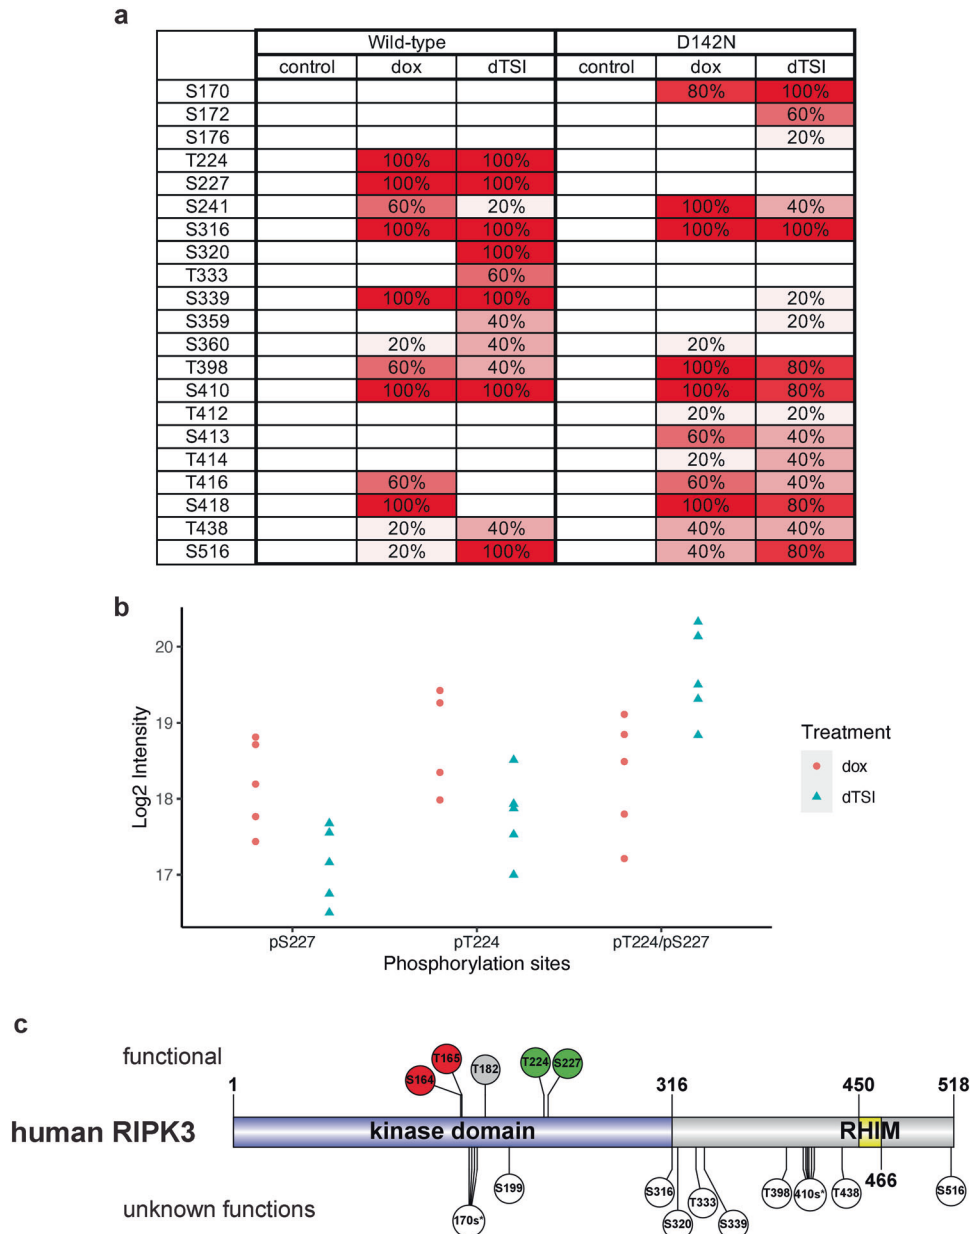 a
Wild-type D142N
control dox dTSI control dox dTSI
S170 80% 100%
S172 60%
S176 20%
T224 100% 100%
S227 100% 100%
S241 60% 20% 100% 40%
S316 100% 100% 100% 100%
S320 100%
T333 60%
S339 100% 100% 20%
S359 40% 20%
S360 20% 40% 20%
T398 60% 40% 100% 80%
S410 100% 100% 100% 80%
T412 20% 20%
S413 60% 40%
T414 20% 40%
T416 60% 60% 40%
S418 100% 100% 80%
T438 20% 40% 40% 40%
S516 20% 100% 40% 80%
b
20
19
18
17
Log2 Intensity
pS227 pT224 pT224/pS227
Phosphorylation sites
Treatment
dox
dTSI
c
functional
S164 T165 T182 T224 S227
1 316 450 518
human RIPK3 kinase domain RHIM
466
unknown functions
170s* S199 S316 S320 T333 S339 T398 410s* T438 S516